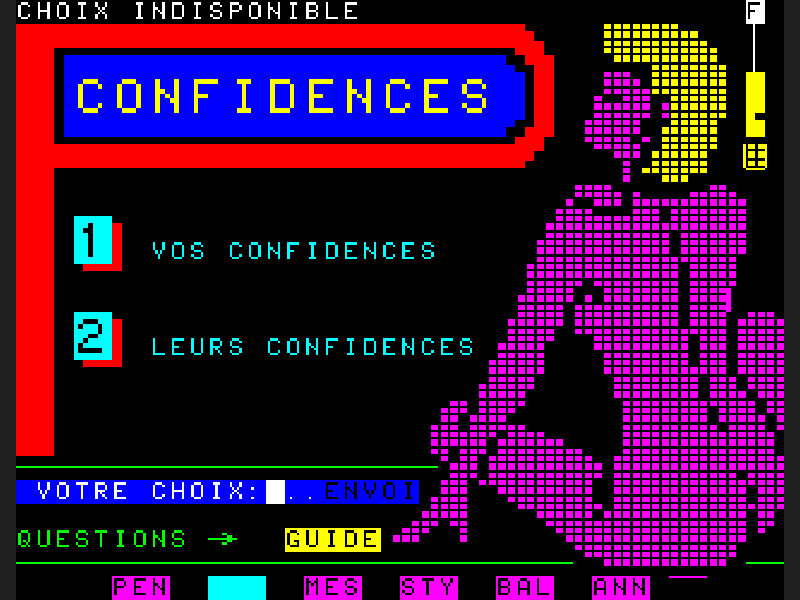 CHOIX INDISPONIBLE
F
CONFIDENCES
1 VOS CONFIDENCES
2 LEURS CONFIDENCES
VOTRE CHOIX: .. ENVOI
QUESTIONS → GUIDE
PEN MES STY BAL ANN